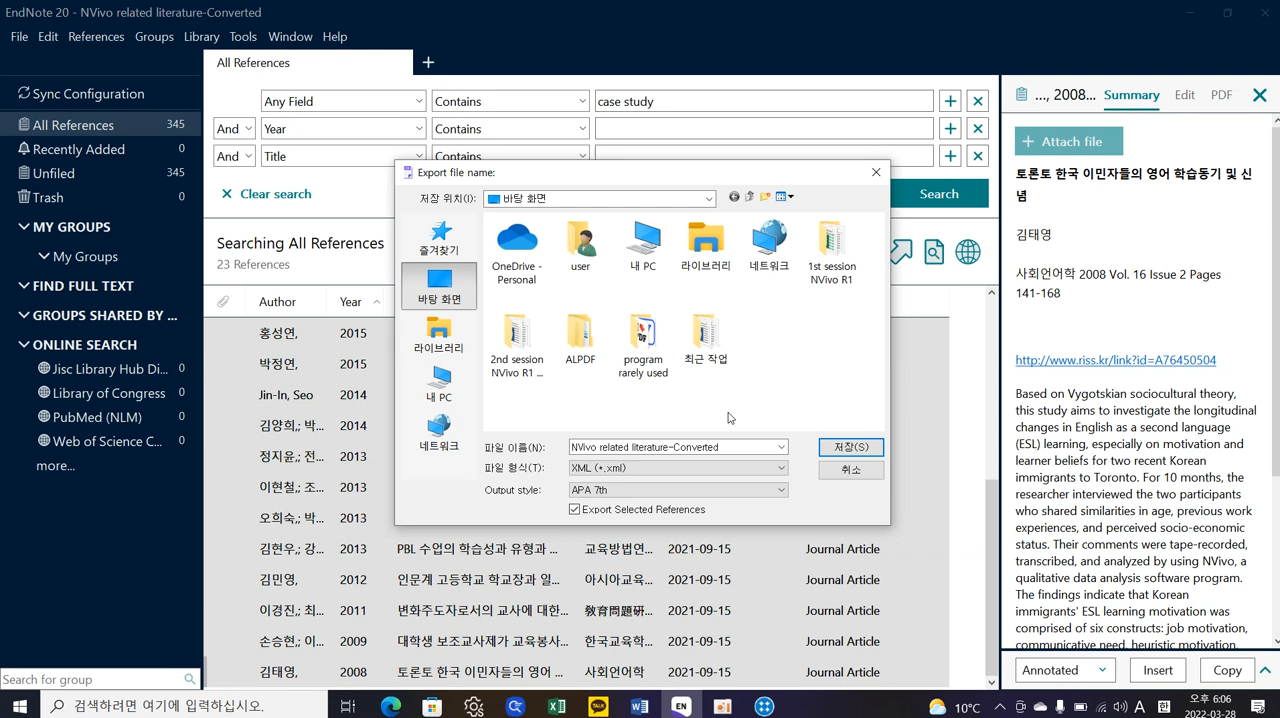 EndNote 20 - NVivo related literature-Converted
File Edit References Groups Library Tools Window Help
Sync Configuration
All References 345
Recently Added 0
Unfiled 345
Trash 0
MY GROUPS
My Groups
FIND FULL TEXT
GROUPS SHARED BY ...
ONLINE SEARCH
Jisc Library Hub Di... 0
Library of Congress 0
PubMed (NLM) 0
Web of Science C... 0
more...
Search for group
All References
Any Field Contains case study
And Year Contains
And Title Contains
Clear search
Search
Searching All References
23 References
Author Year
홍성연, 2015
박정연, 2015
Jin-In, Seo 2014
김양희,; 박... 2014
정지윤,; 전... 2013
이현철,; 조... 2013
오희숙,; 박... 2013
김현우,; 강... 2013 PBL 수업의 학습성과 유형과 ... 교육방법연... 2021-09-15 Journal Article
김민영, 2012 인문계 고등학교 학교장과 일... 아시아교육... 2021-09-15 Journal Article
이경진,; 최... 2011 변화주도자로서의 교사에 대한... 敎育問題硏... 2021-09-15 Journal Article
손승현,; 이... 2009 대학생 보조교사제가 교육봉사... 한국교육학... 2021-09-15 Journal Article
김태영, 2008 토론토 한국 이민자들의 영어 ... 사회언어학 2021-09-15 Journal Article
Export file name:
저장 위치(I): 바탕 화면
즐겨찾기
바탕 화면
라이브러리
내 PC
네트워크
OneDrive -
Personal
user
내 PC
라이브러리
네트워크
1st session
NVivo R1
2nd session
NVivo R1 ...
ALPDF
program
rarely used
최근 작업
파일 이름(N): NVivo related literature-Converted 저장(S)
파일 형식(T): XML (*.xml) 취소
Output style: APA 7th
Export Selected References
..., 2008... Summary Edit PDF
Attach file
토론토 한국 이민자들의 영어 학습동기 및 신
념
김태영
사회언어학 2008 Vol. 16 Issue 2 Pages
141-168
http://www.riss.kr/link?id=A76450504
Based on Vygotskian sociocultural theory,
this study aims to investigate the longitudinal
changes in English as a second language
(ESL) learning, especially on motivation and
learner beliefs for two recent Korean
immigrants to Toronto. For 10 months, the
researcher interviewed the two participants
who shared similarities in age, previous work
experiences, and perceived socio-economic
status. Their comments were tape-recorded,
transcribed, and analyzed by using NVivo, a
qualitative data analysis software program.
The findings indicate that Korean
immigrants' ESL learning motivation was
comprised of six constructs: job motivation,
communicative need, heuristic motivation,
Annotated Insert Copy
검색하려면 여기에 입력하십시오.
EN
TALK
10°C
A 한
오후 6:06
2022-03-28